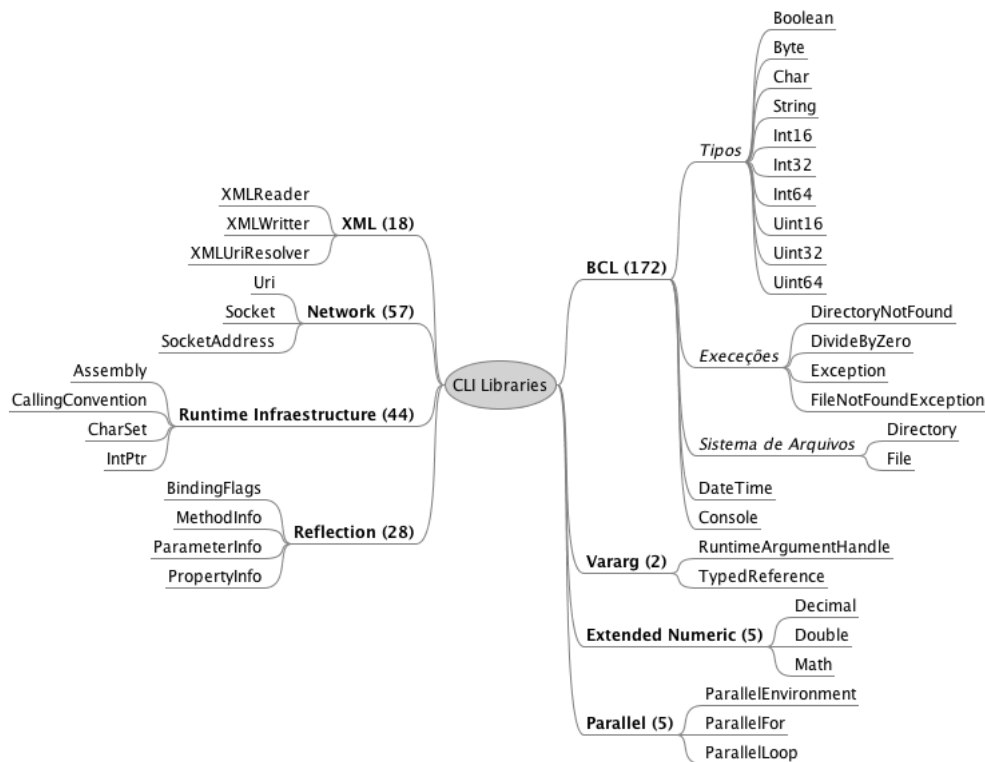 CLI Libraries
XML (18)
XMLReader
XMLWritter
XMLUriResolver
Network (57)
Uri
Socket
SocketAddress
Runtime Infraestructure (44)
Assembly
CallingConvention
CharSet
IntPtr
Reflection (28)
BindingFlags
MethodInfo
ParameterInfo
PropertyInfo
BCL (172)
Tipos
Boolean
Byte
Char
String
Int16
Int32
Int64
Uint16
Uint32
Uint64
Execeções
DirectoryNotFound
DivideByZero
Exception
FileNotFoundException
Sistema de Arquivos
Directory
File
DateTime
Console
Vararg (2)
RuntimeArgumentHandle
TypedReference
Extended Numeric (5)
Decimal
Double
Math
Parallel (5)
ParallelEnvironment
ParallelFor
ParallelLoop